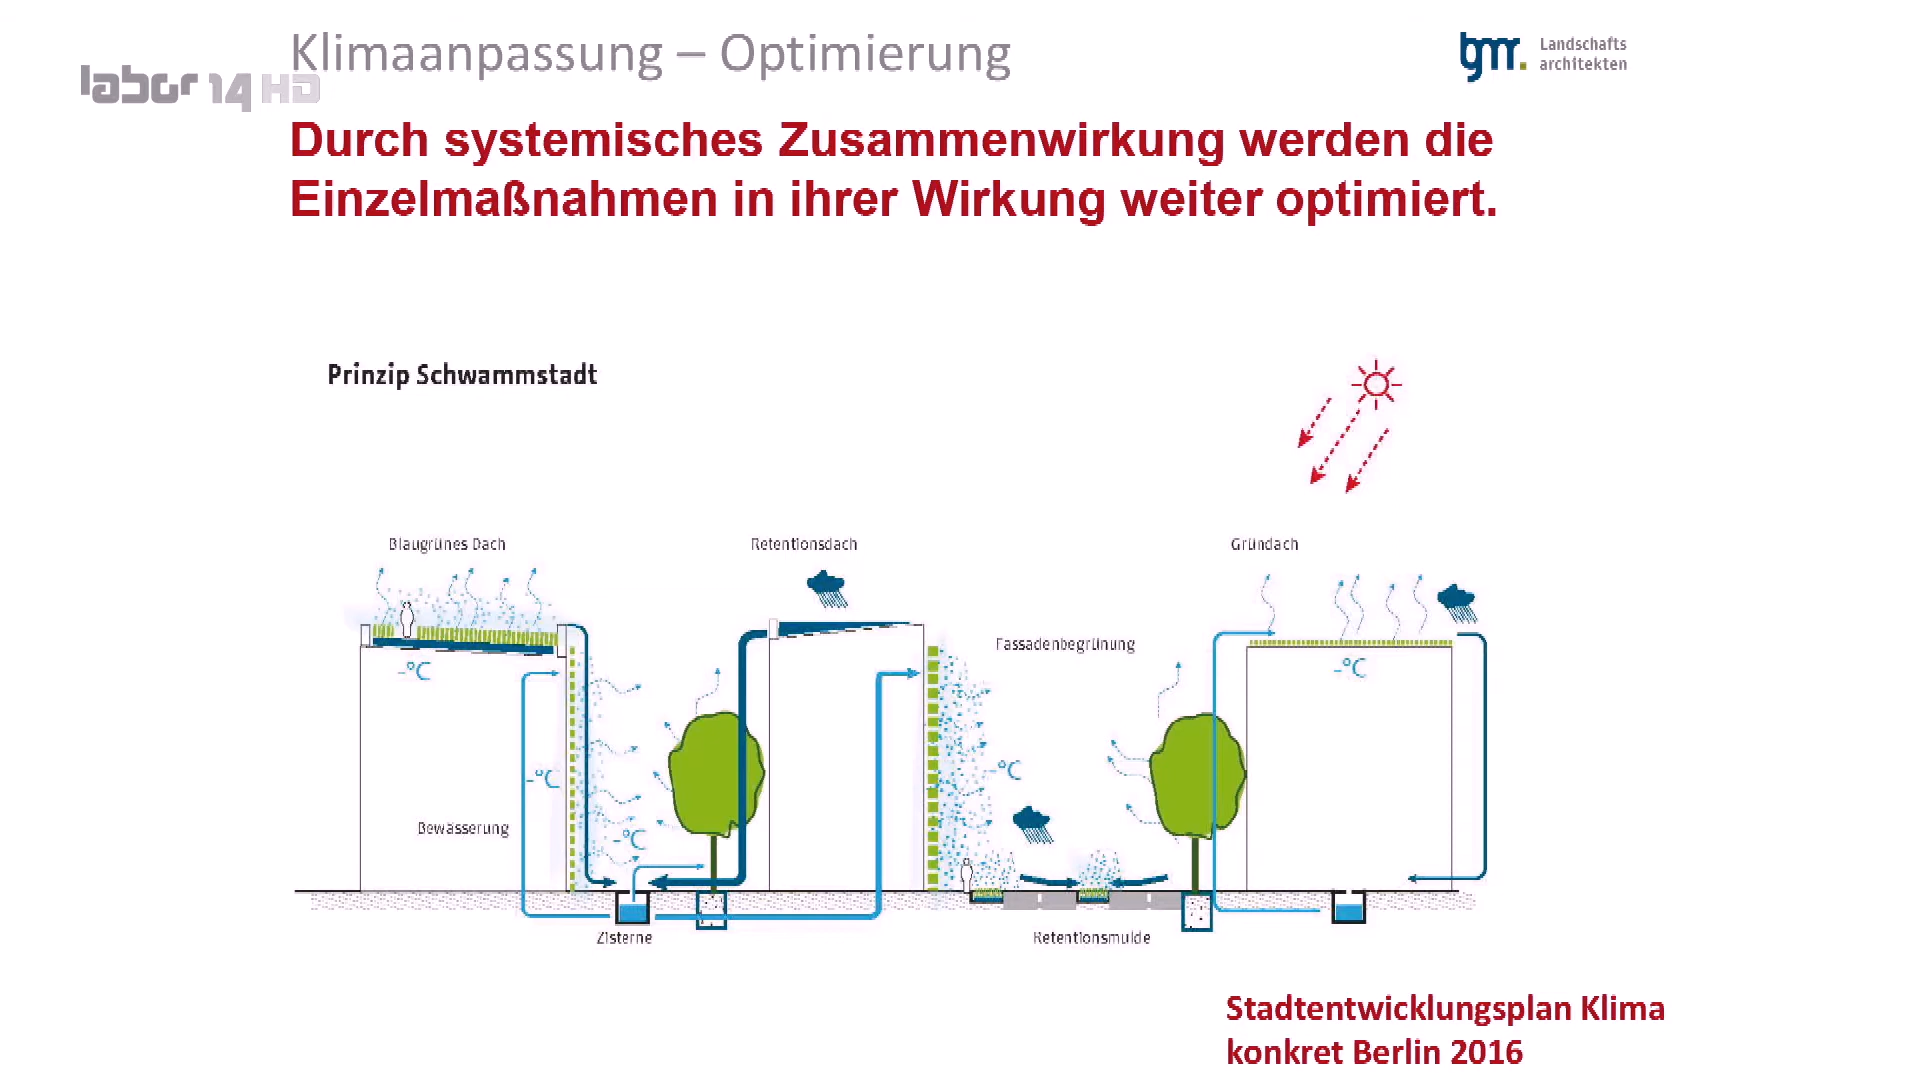 Klimaanpassung – Optimierung
labor 14 HD
bgmr. Landschafts
architekten
Durch systemisches Zusammenwirkung werden die
Einzelmaßnahmen in ihrer Wirkung weiter optimiert.
Prinzip Schwammstadt
Blaugrünes Dach
Retentionsdach
Gründach
Fassadenbegrünung
-°C
-°C
-°C
-°C
Bewässerung
-°C
Zisterne
Retentionsmulde
Stadtentwicklungsplan Klima
konkret Berlin 2016